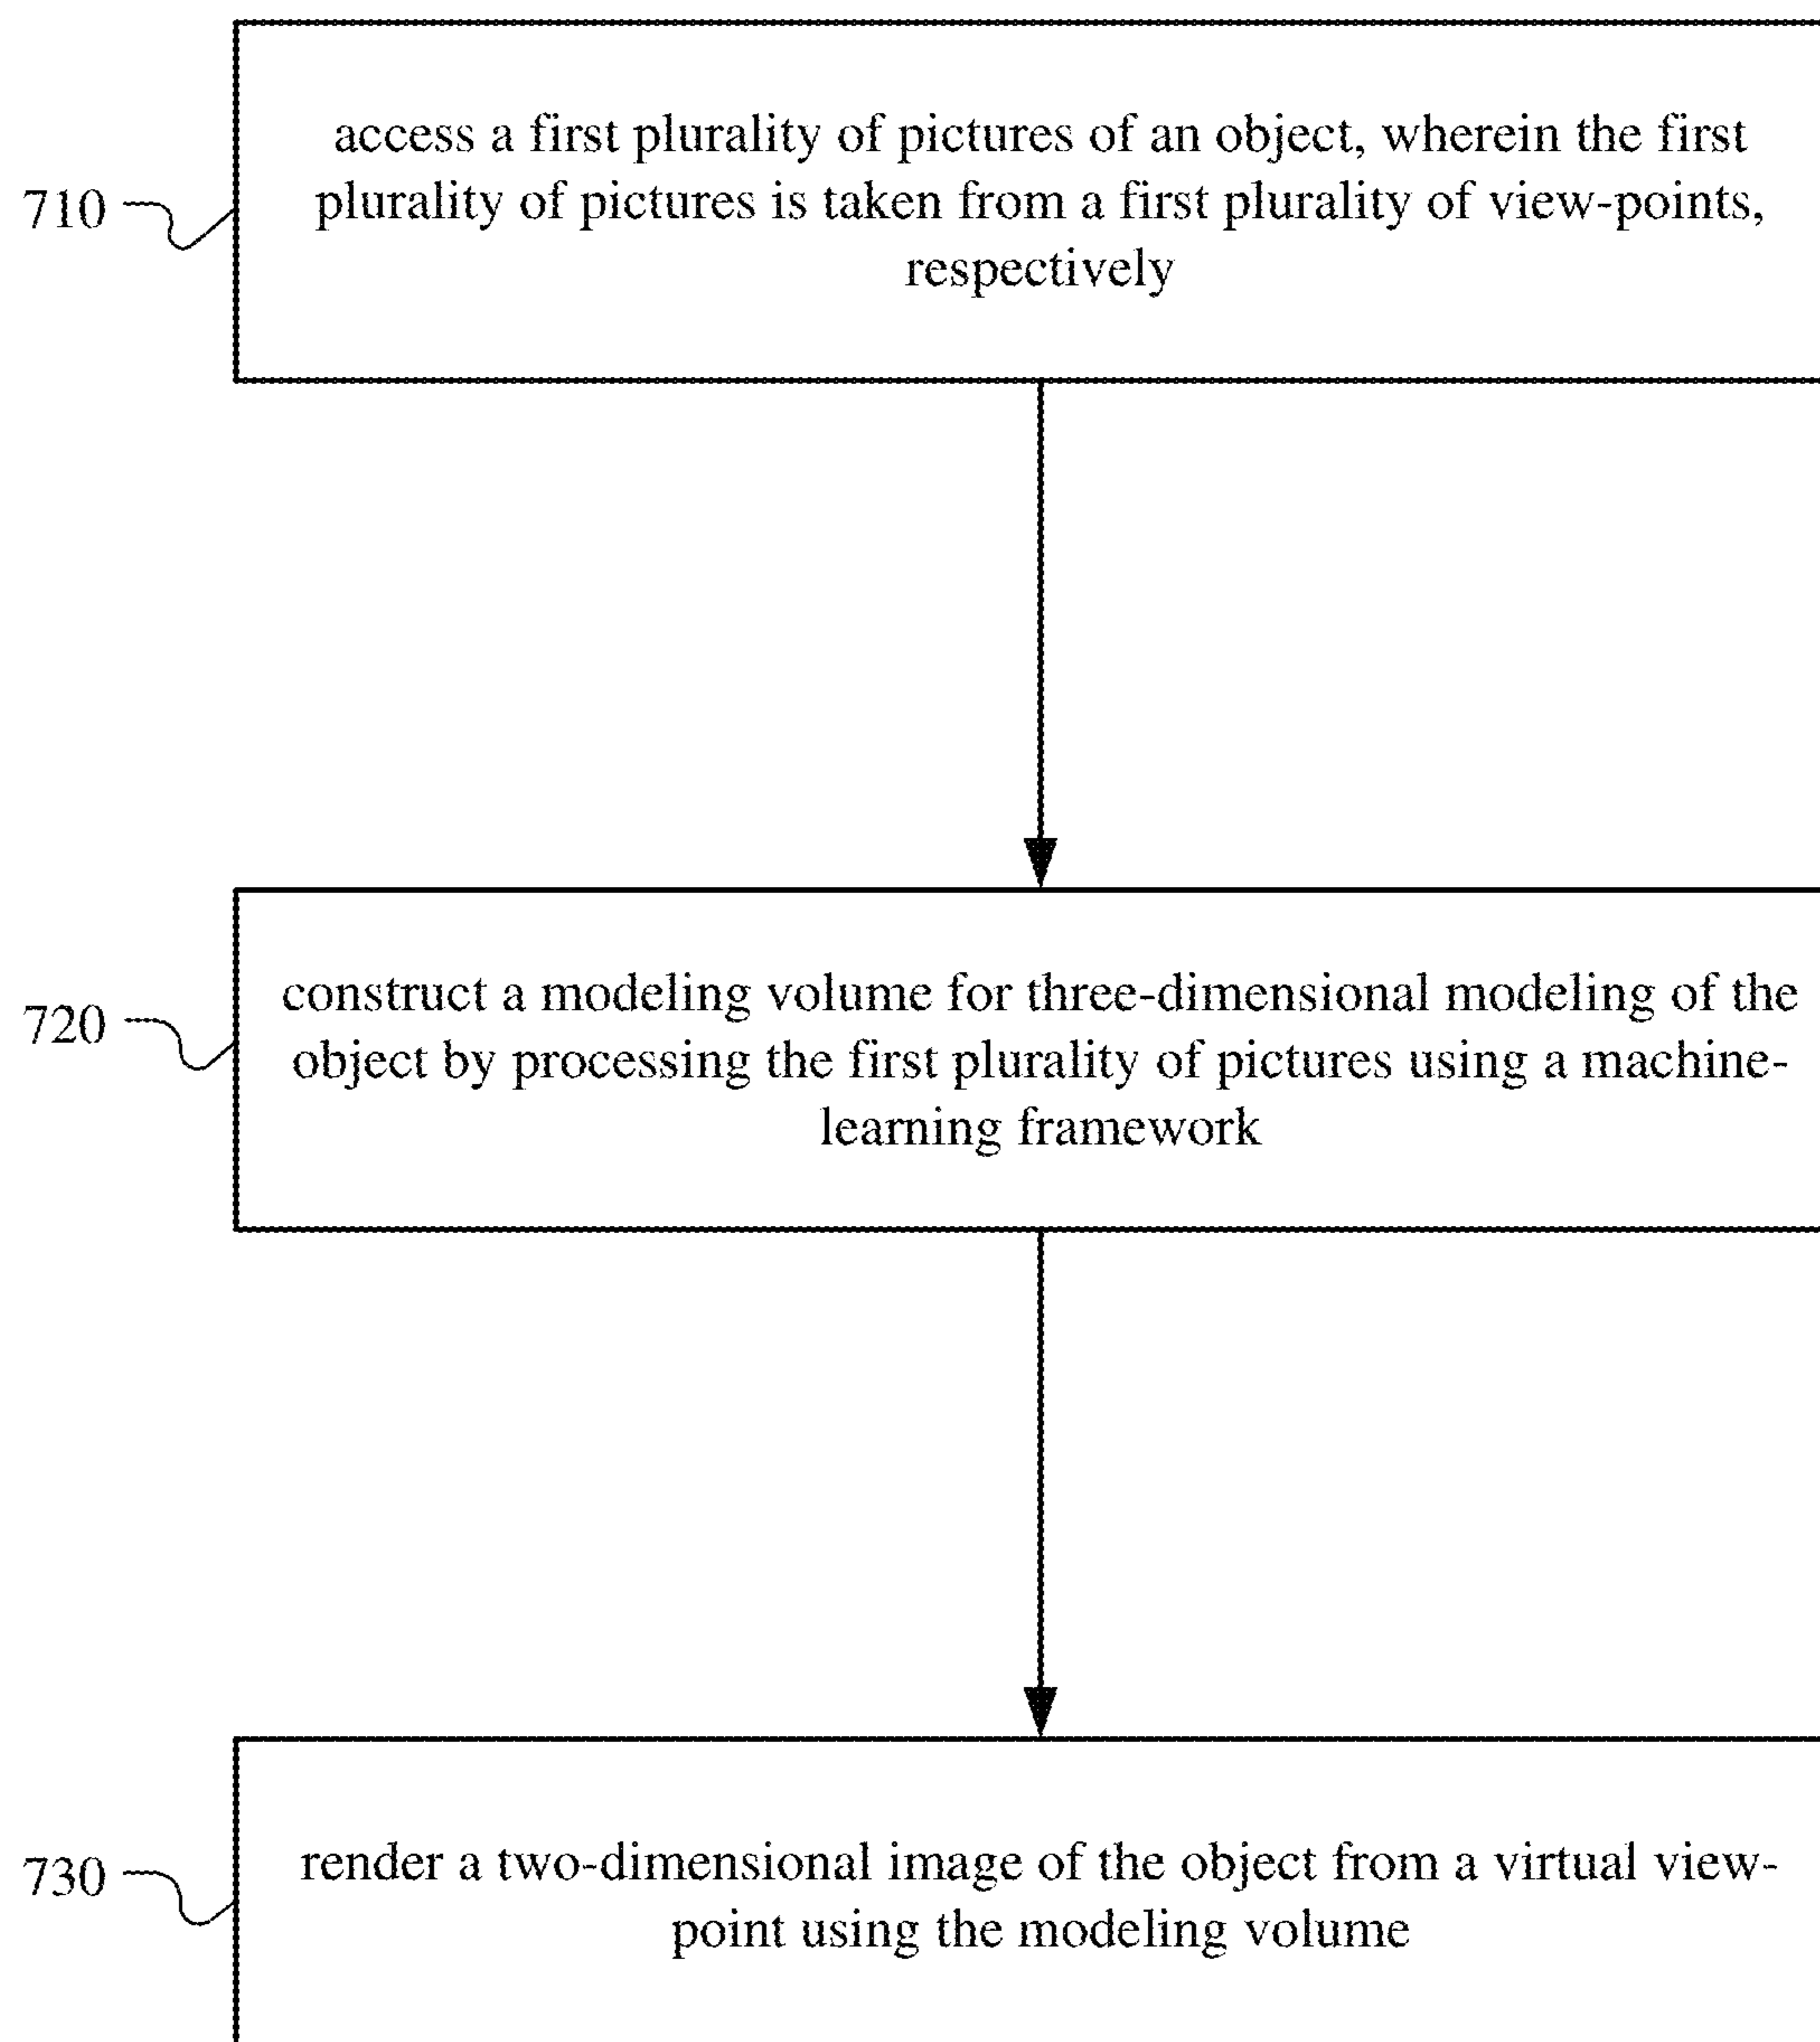 access a first plurality of pictures of an object, wherein the first
710
plurality of pictures is taken from a first plurality of view-points,
respectively
construct a modeling volume for three-dimensional modeling of the
720
object by processing the first plurality of pictures using a machine-
learning framework
730
render a two-dimensional image of the object from a virtual view-
point using the modeling volume